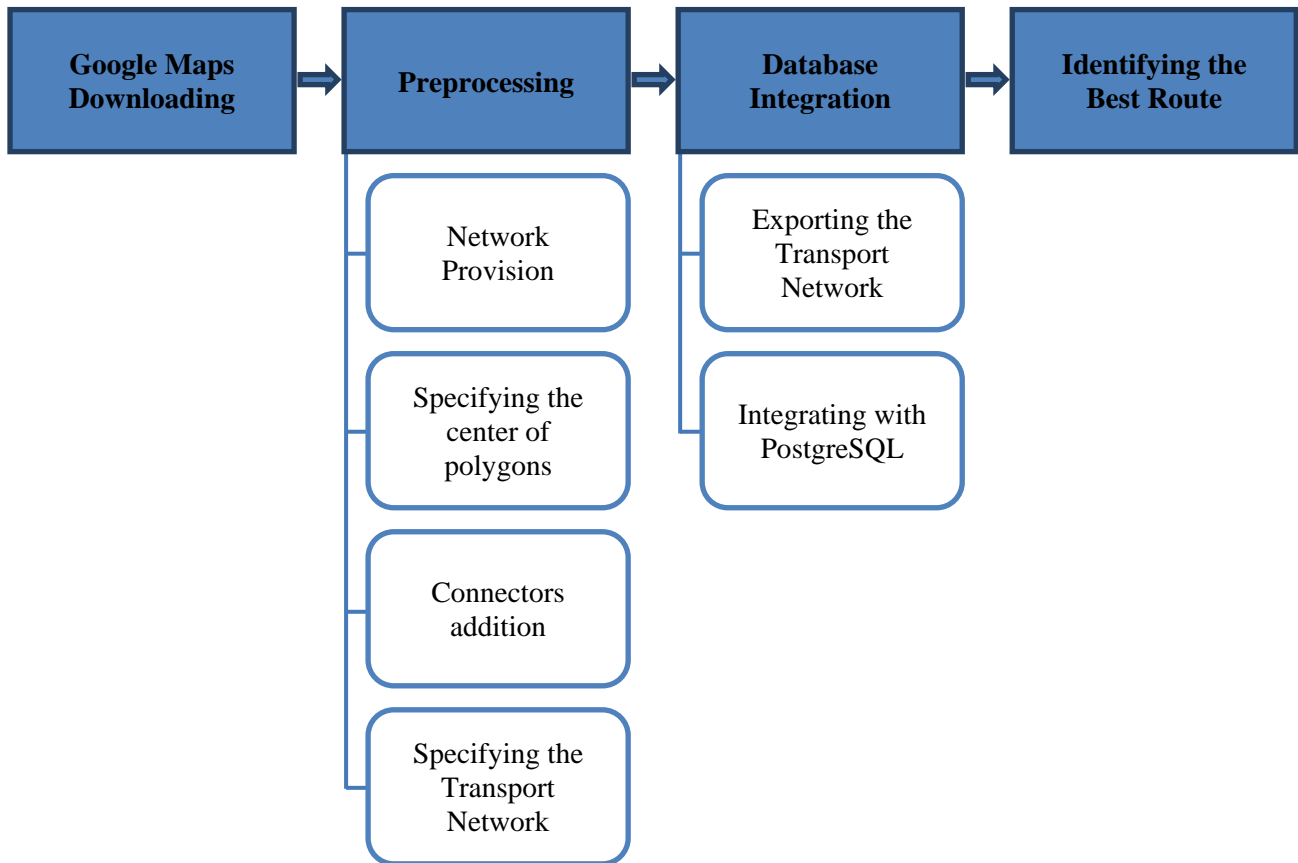 Google Maps
Downloading
Preprocessing
Database
Integration
Identifying the
Best Route
Network
Provision
Specifying the
center of
polygons
Connectors
addition
Specifying the
Transport
Network
Exporting the
Transport
Network
Integrating with
PostgreSQL